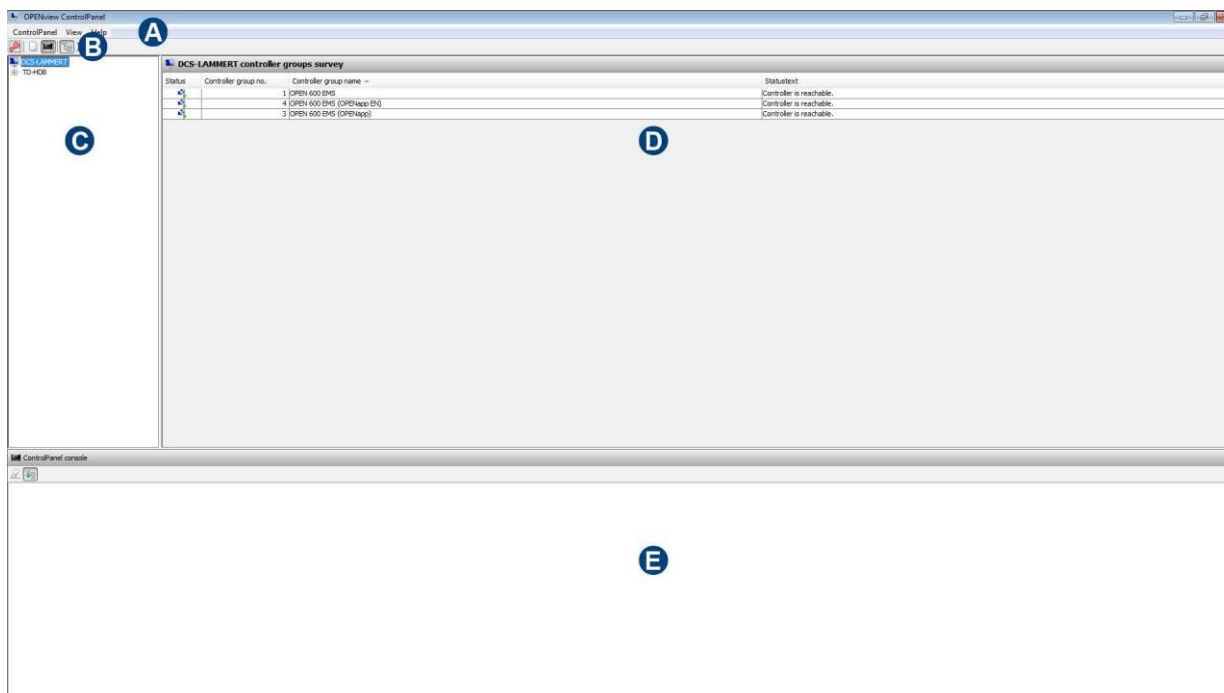 OPENview ControlPanel
ControlPanel View Help
A
B
DCS-LAMMERT
TO-HDB
C
DCS-LAMMERT controller groups survey
Status Controller group no. Controller group name Statustext
1 OPEN 600 EMS Controller is reachable.
4 OPEN 600 EMS (OPENapp EN) Controller is reachable.
3 OPEN 600 EMS (OPENapp) Controller is reachable.
D
ControlPanel console
E